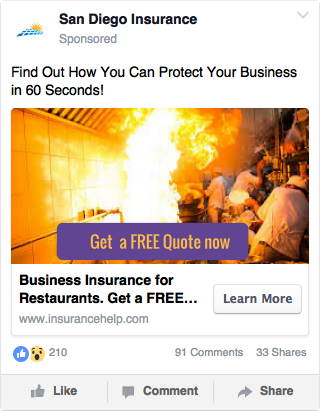 San Diego Insurance
Sponsored
Find Out How You Can Protect Your Business
in 60 Seconds!
Get a FREE Quote now
Business Insurance for
Restaurants. Get a FREE...
Learn More
www.insurancehelp.com
210
91 Comments 33 Shares
Like Comment Share